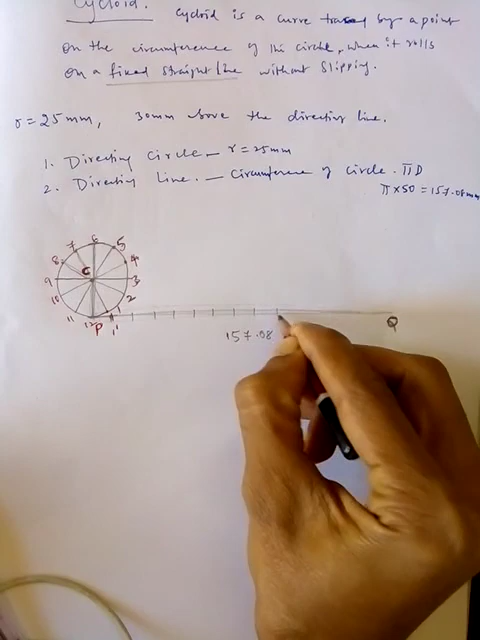 Cycloid. Cycloid is a curve traced by a point
on the circumference of the circle, when it rolls
on a fixed straight line without slipping.
r = 25mm, 30mm above the directing line.
1. Directing Circle – r = 25mm
2. Directing Line. – Circumference of circle. πD
π × 50 = 157.08mm
6
7 5
8 4
C
9 3
10 2
11 12 1
P 1' Q
157.08